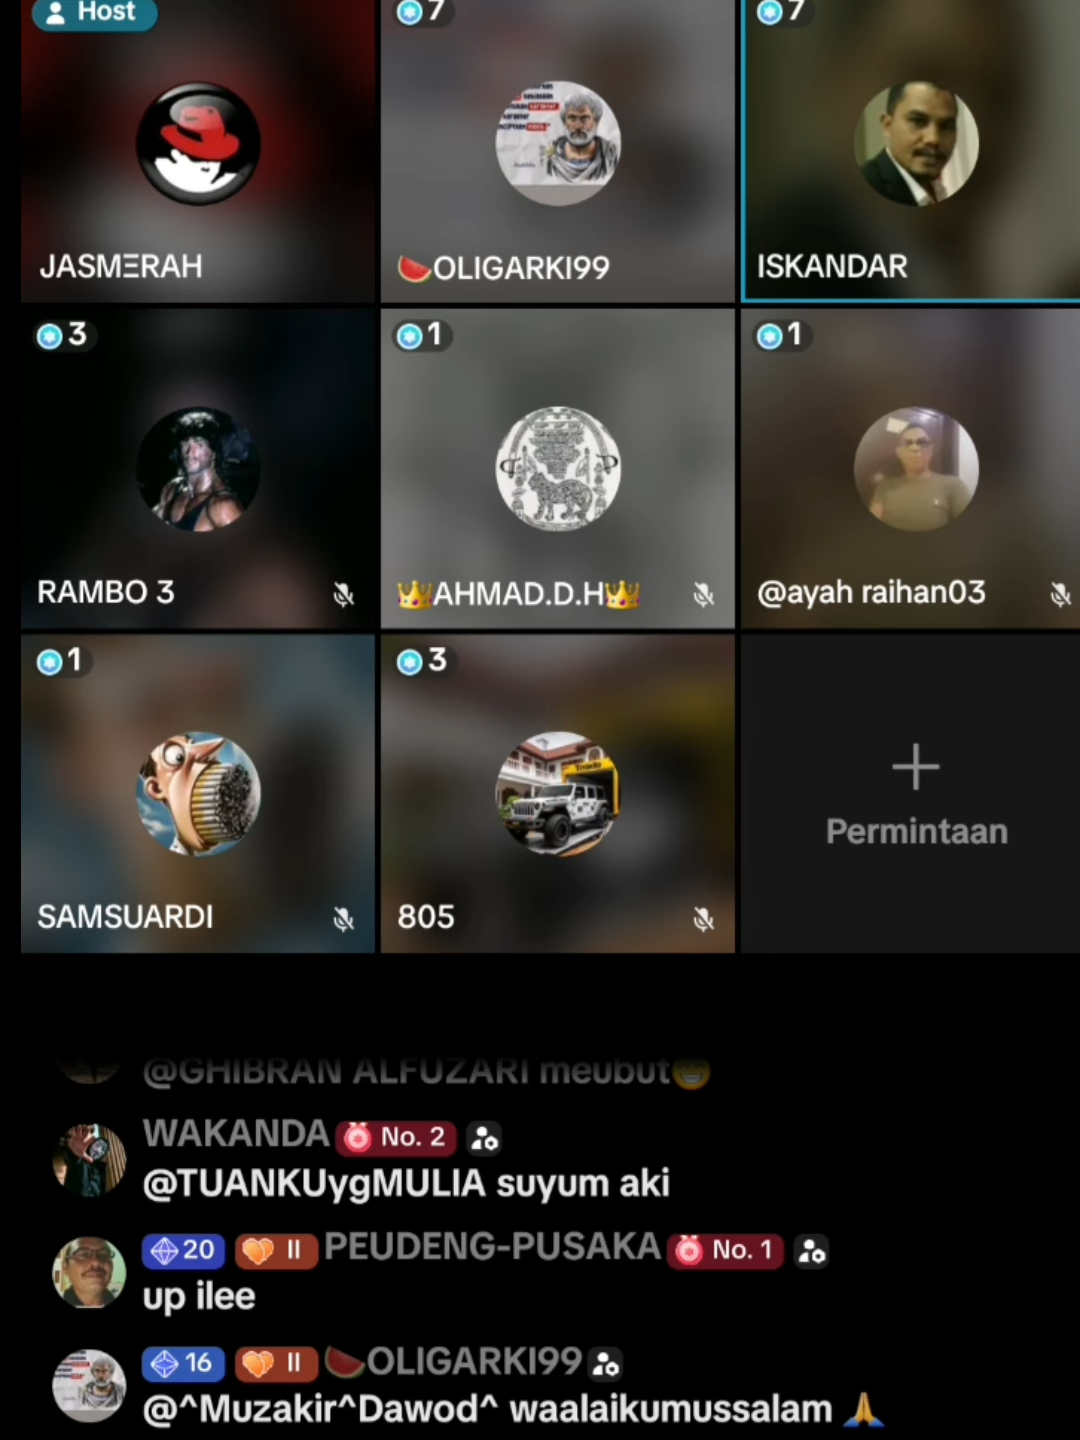 Host
7
7
JASMΞRAH
🍉OLIGARKI99
ISKANDAR
3
1
1
RAMBO 3
👑AHMAD.D.H👑
@ayah raihan03
1
3
SAMSUARDI
805
Permintaan
@GHIBRAN ALFUZARI meubut😁
WAKANDA No. 2
@TUANKUygMULIA suyum aki
20 II PEUDENG-PUSAKA No. 1
up ilee
16 II 🍉OLIGARKI99
@^Muzakir^Dawod^ waalaikumussalam 🙏